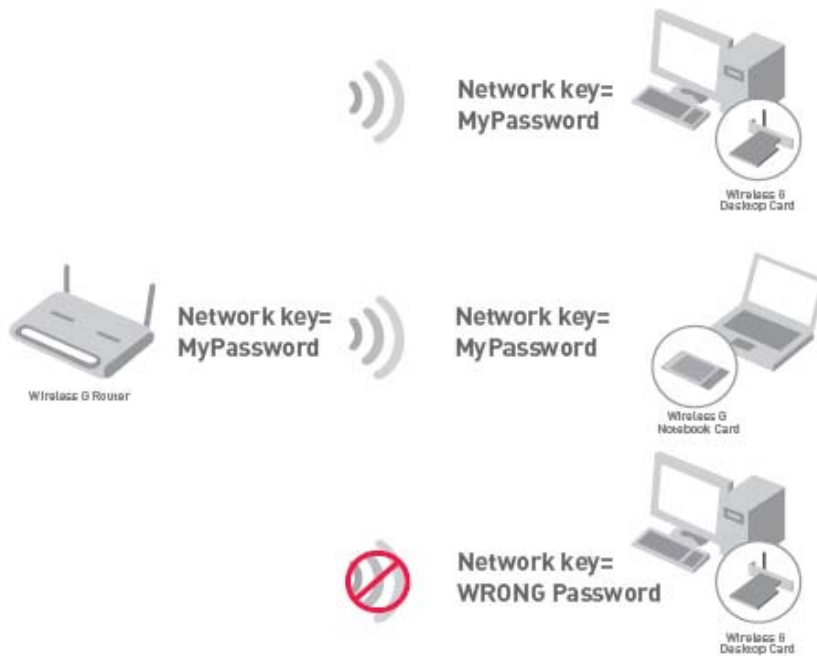 Network key=
MyPassword
Wireless G
Desktop Card
Wireless G Router
Network key=
MyPassword
Network key=
MyPassword
Wireless G
Notebook Card
Network key=
WRONG Password
Wireless G
Desktop Card